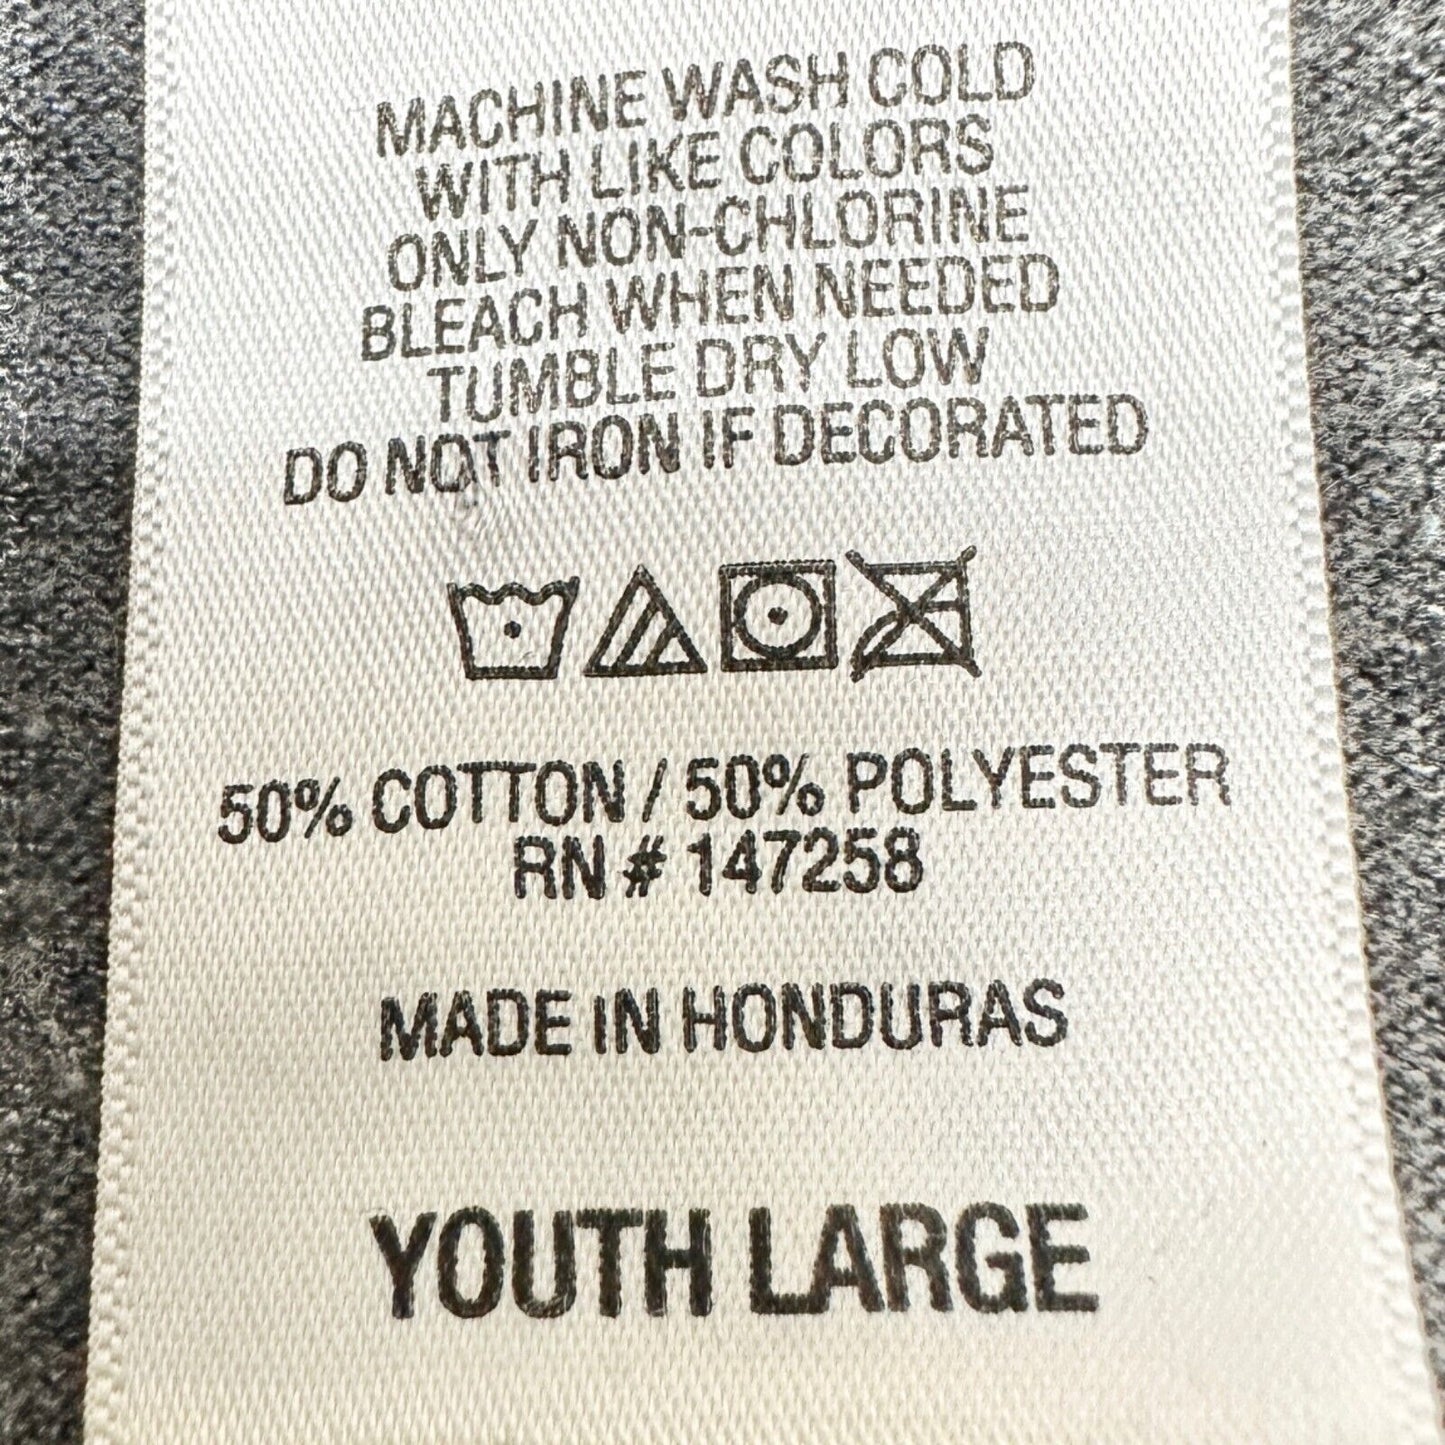 MACHINE WASH COLD
WITH LIKE COLORS
ONLY NON-CHLORINE
BLEACH WHEN NEEDED
TUMBLE DRY LOW
DO NOT IRON IF DECORATED
50% COTTON / 50% POLYESTER
RN # 147258
MADE IN HONDURAS
YOUTH LARGE